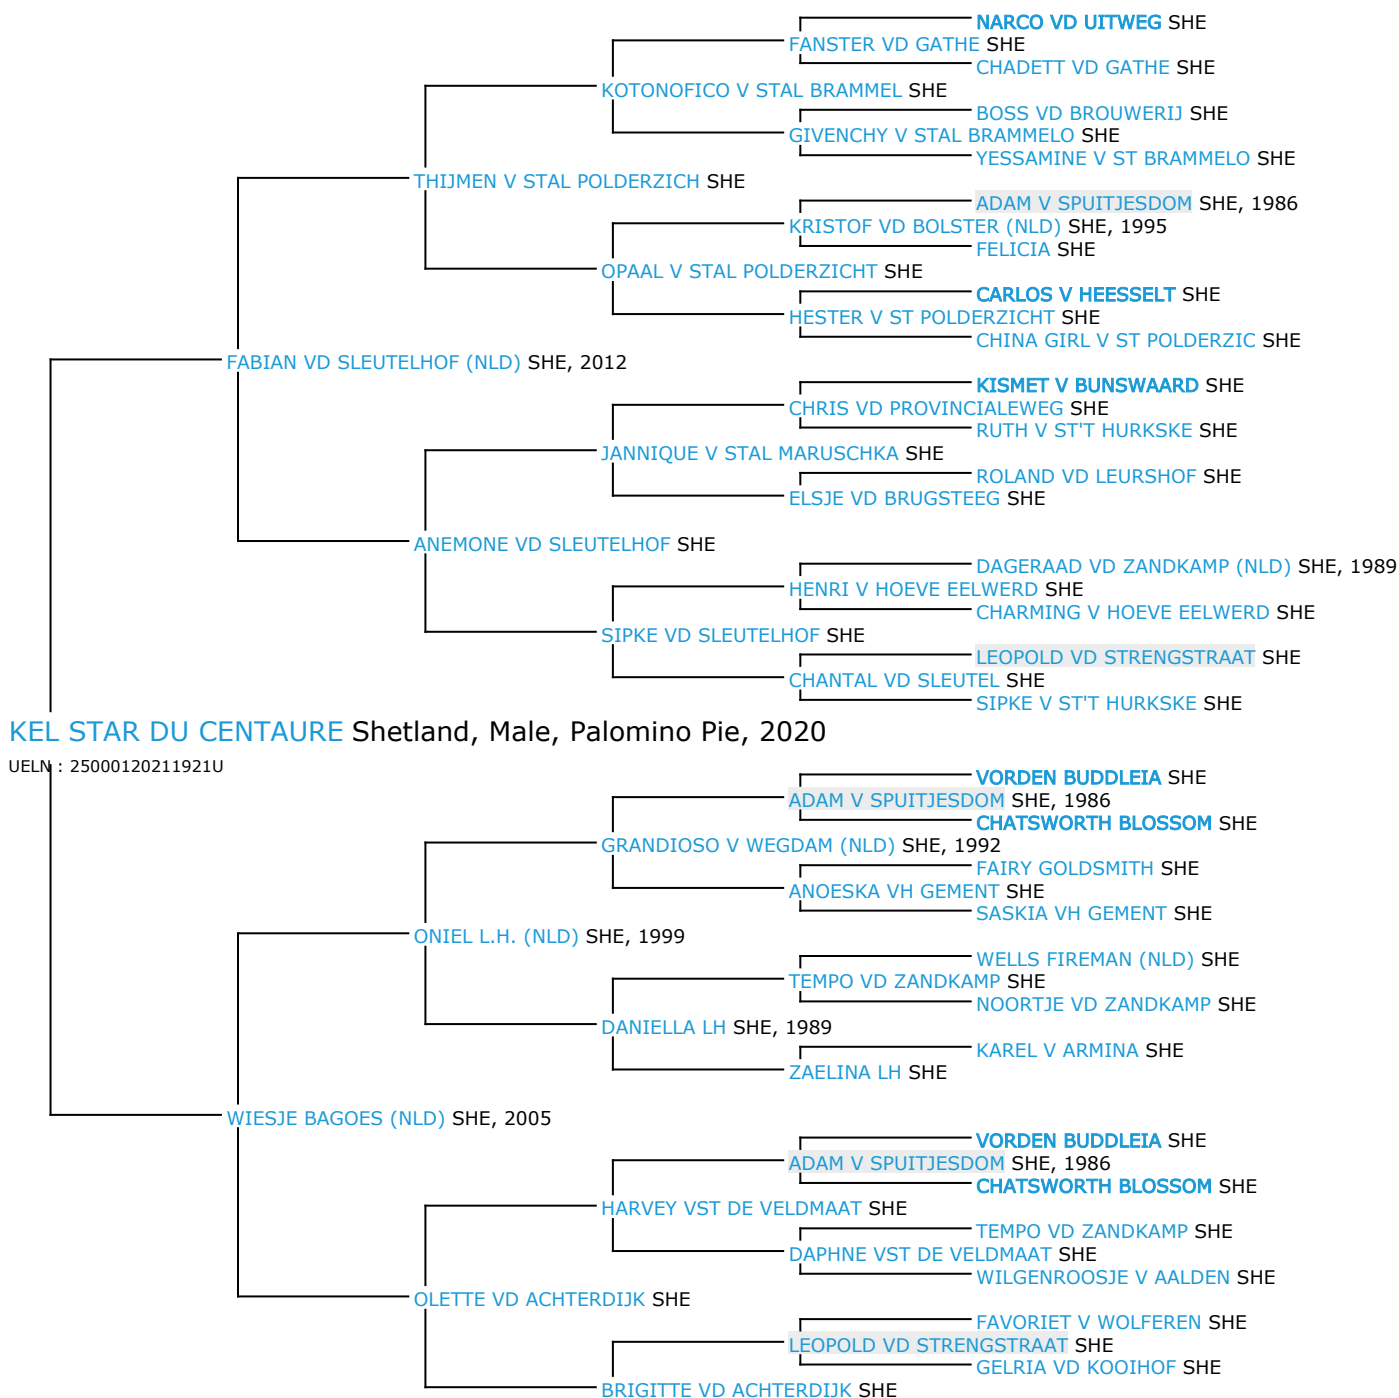 NARCO VD UITWEG SHE
FANSTER VD GATHE SHE
CHADETT VD GATHE SHE
KOTONOFICO V STAL BRAMMEL SHE
BOSS VD BROUWERIJ SHE
GIVENCHY V STAL BRAMMELO SHE
YESSAMINE V ST BRAMMELO SHE
THIJMEN V STAL POLDERZICH SHE
ADAM V SPUITJESDOM SHE, 1986
KRISTOF VD BOLSTER (NLD) SHE, 1995
FELICIA SHE
OPAAL V STAL POLDERZICHT SHE
CARLOS V HEESSELT SHE
HESTER V ST POLDERZICHT SHE
CHINA GIRL V ST POLDERZIC SHE
FABIAN VD SLEUTELHOF (NLD) SHE, 2012
KISMET V BUNSWAARD SHE
CHRIS VD PROVINCIALEWEG SHE
RUTH V ST'T HURKSKE SHE
JANNIQUE V STAL MARUSCHKA SHE
ROLAND VD LEURSHOF SHE
ELSJE VD BRUGSTEEG SHE
ANEMONE VD SLEUTELHOF SHE
DAGERAAD VD ZANDKAMP (NLD) SHE, 1989
HENRI V HOEVE EELWERD SHE
CHARMING V HOEVE EELWERD SHE
SIPKE VD SLEUTELHOF SHE
LEOPOLD VD STRENGSTRAAT SHE
CHANTAL VD SLEUTEL SHE
SIPKE V ST'T HURKSKE SHE
KEL STAR DU CENTAURE Shetland, Male, Palomino Pie, 2020
UELN : 25000120211921U
VORDEN BUDDLEIA SHE
ADAM V SPUITJESDOM SHE, 1986
CHATSWORTH BLOSSOM SHE
GRANDIOSO V WEGDAM (NLD) SHE, 1992
FAIRY GOLDSMITH SHE
ANOESKA VH GEMENT SHE
SASKIA VH GEMENT SHE
ONIEL L.H. (NLD) SHE, 1999
WELLS FIREMAN (NLD) SHE
TEMPO VD ZANDKAMP SHE
NOORTJE VD ZANDKAMP SHE
DANIELLA LH SHE, 1989
KAREL V ARMINA SHE
ZAELINA LH SHE
WIESJE BAGOES (NLD) SHE, 2005
VORDEN BUDDLEIA SHE
ADAM V SPUITJESDOM SHE, 1986
CHATSWORTH BLOSSOM SHE
HARVEY VST DE VELDMAAT SHE
TEMPO VD ZANDKAMP SHE
DAPHNE VST DE VELDMAAT SHE
WILGENROOSJE V AALDEN SHE
OLETTE VD ACHTERDIJK SHE
FAVORIET V WOLFEREN SHE
LEOPOLD VD STRENGSTRAAT SHE
GELRIA VD KOOIHOF SHE
BRIGITTE VD ACHTERDIJK SHE